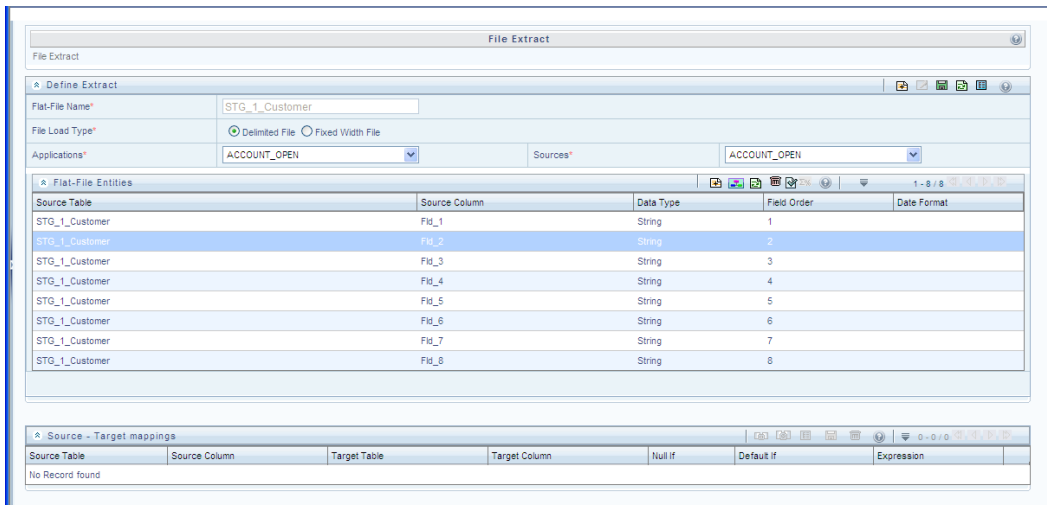 File Extract
File Extract
Define Extract
Flat-File Name* STG_1_Customer
File Load Type* Delimited File Fixed Width File
Applications* ACCOUNT_OPEN Sources* ACCOUNT_OPEN
Flat-File Entities 1 - 8 / 8
Source Table Source Column Data Type Field Order Date Format
STG_1_Customer Fld_1 String 1
STG_1_Customer Fld_2 String 2
STG_1_Customer Fld_3 String 3
STG_1_Customer Fld_4 String 4
STG_1_Customer Fld_5 String 5
STG_1_Customer Fld_6 String 6
STG_1_Customer Fld_7 String 7
STG_1_Customer Fld_8 String 8
Source - Target mappings 0 - 0 / 0
Source Table Source Column Target Table Target Column Null If Default If Expression
No Record found